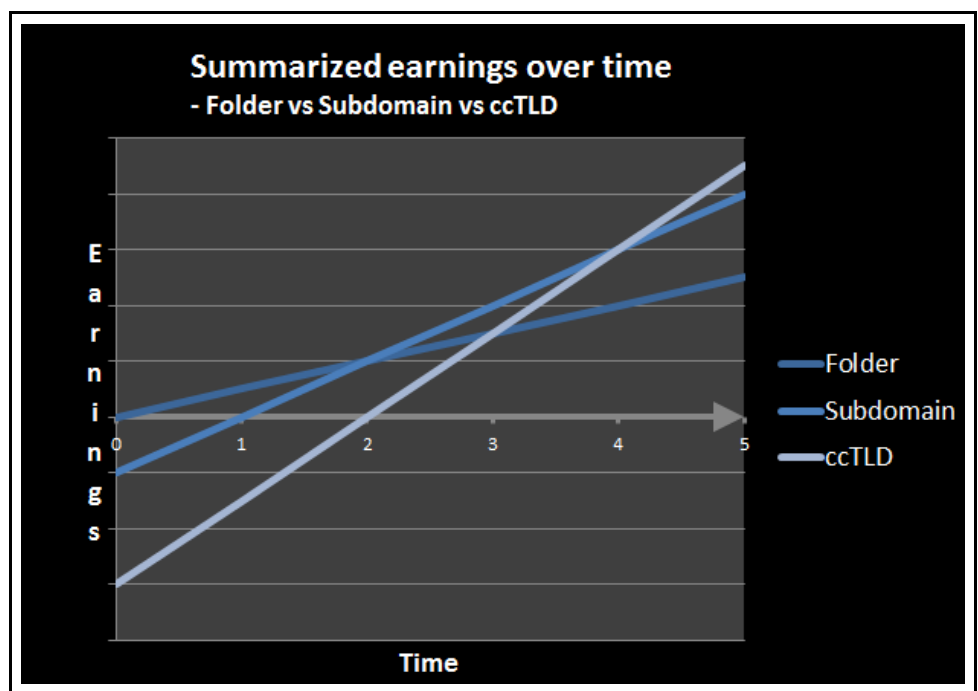 Summarized earnings over time
- Folder vs Subdomain vs ccTLD
E
a
r
n
i
n
g
s
0 1 2 3 4 5
Folder
Subdomain
ccTLD
Time